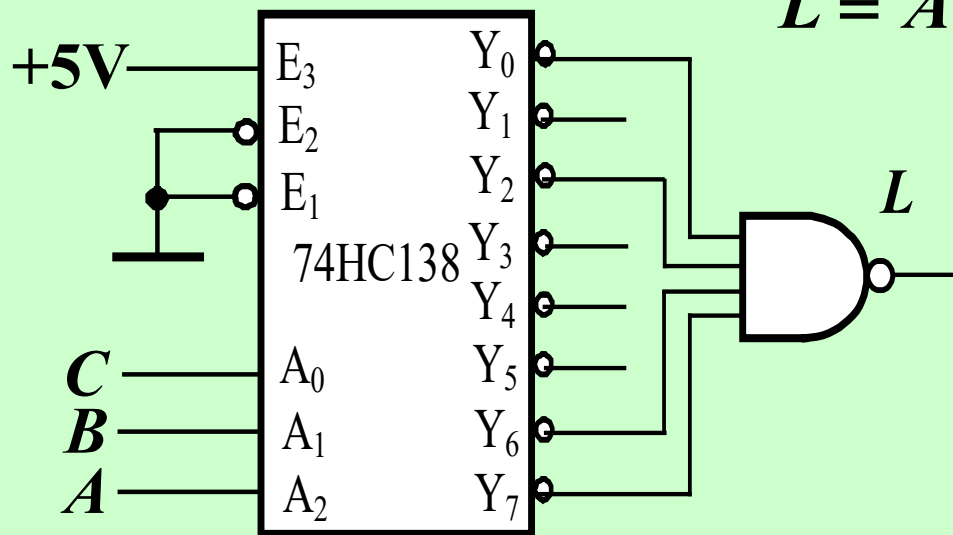 L = A
+5V
E₃
E₂
E₁
74HC138
C
B
A
A₀
A₁
A₂
Y₀
Y₁
Y₂
Y₃
Y₄
Y₅
Y₆
Y₇
L